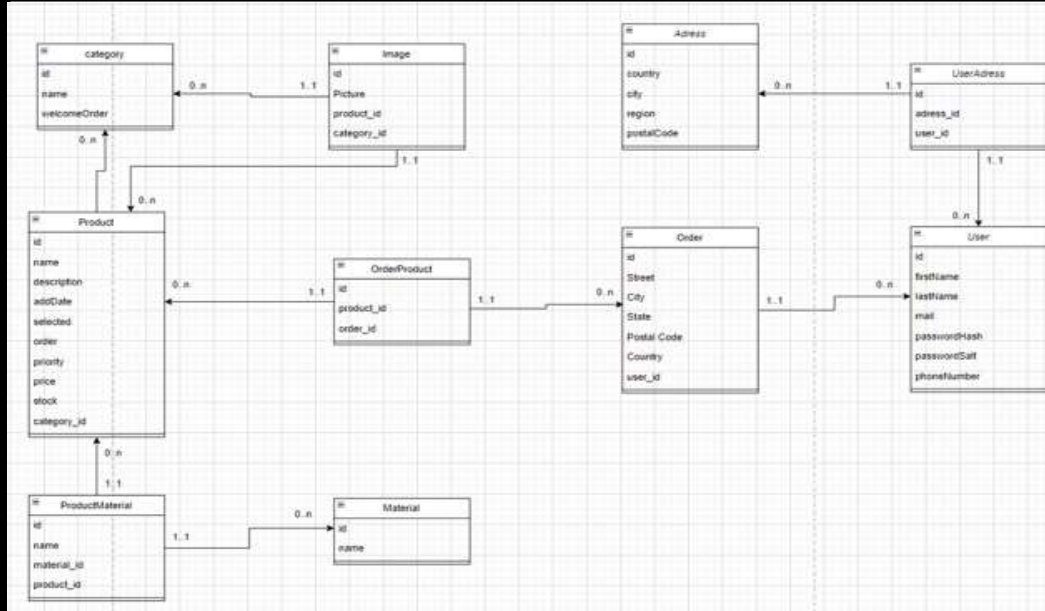 category
id
name
welcomeOrder
0..n
Image
id
Picture
product_id
category_id
1..1
0..n
1..1
0..n
Product
id
name
description
addDate
selected
order
priority
price
stock
category_id
0..n
OrderProduct
id
product_id
order_id
1..1
1..1
0..n
1..1
ProductMaterial
id
name
material_id
product_id
1..1
0..n
Material
id
name
Adress
id
country
city
region
postalCode
0..n
1..1
UserAdress
id
adress_id
user_id
1..1
0..n
0..n
Order
id
Street
City
State
Postal Code
Country
user_id
1..1
0..n
User
id
firstName
lastName
mail
passwordHash
passwordSalt
phoneNumber